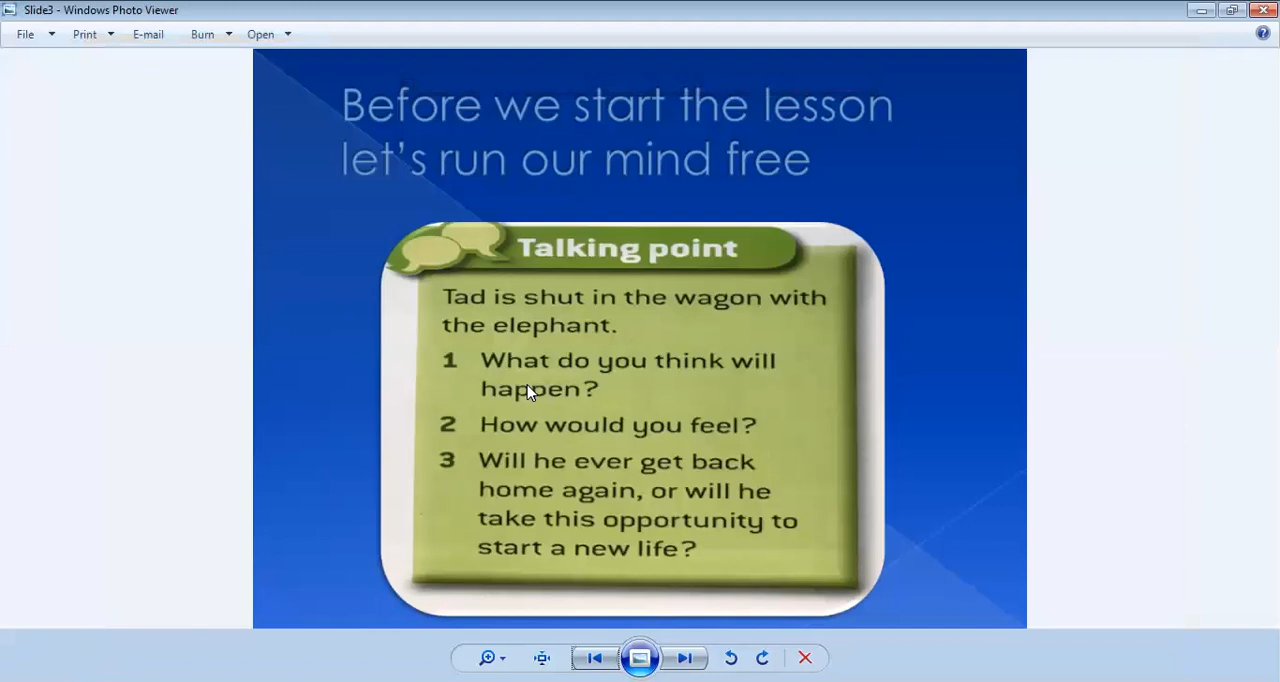 Slide3 - Windows Photo Viewer
File Print E-mail Burn Open
Before we start the lesson
let's run our mind free
Talking point
Tad is shut in the wagon with
the elephant.
1 What do you think will
happen?
2 How would you feel?
3 Will he ever get back
home again, or will he
take this opportunity to
start a new life?